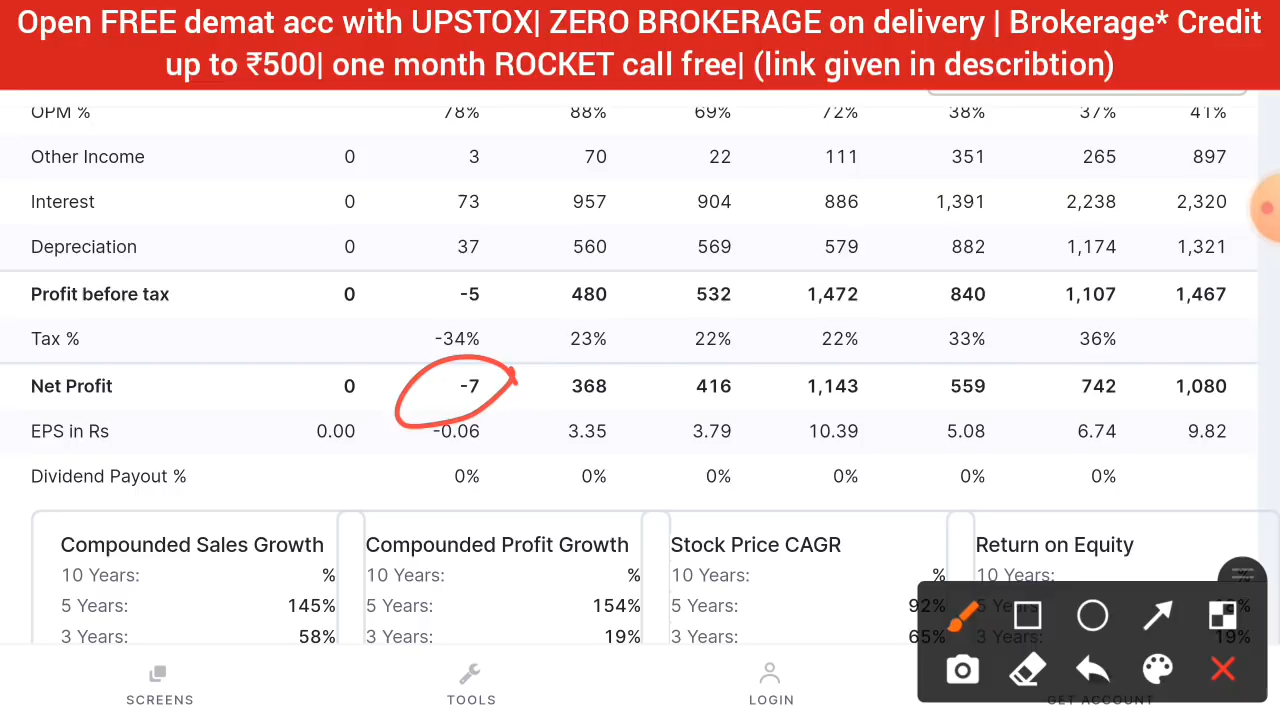 Open FREE demat acc with UPSTOX| ZERO BROKERAGE on delivery | Brokerage* Credit
up to ₹500| one month ROCKET call free| (link given in describtion)
OPM % 78% 88% 69% 72% 38% 37% 41%
Other Income 0 3 70 22 111 351 265 897
Interest 0 73 957 904 886 1,391 2,238 2,320
Depreciation 0 37 560 569 579 882 1,174 1,321
Profit before tax 0 -5 480 532 1,472 840 1,107 1,467
Tax % -34% 23% 22% 22% 33% 36%
Net Profit 0 -7 368 416 1,143 559 742 1,080
EPS in Rs 0.00 -0.06 3.35 3.79 10.39 5.08 6.74 9.82
Dividend Payout % 0% 0% 0% 0% 0% 0%
Compounded Sales Growth Compounded Profit Growth Stock Price CAGR Return on Equity
10 Years: % 10 Years: % 10 Years: % 10 Years: %
5 Years: 145% 5 Years: 154% 5 Years: 92% 5 Years:
3 Years: 58% 3 Years: 19% 3 Years: 65% 3 Years: 19%
SCREENS TOOLS LOGIN GET ACCOUNT